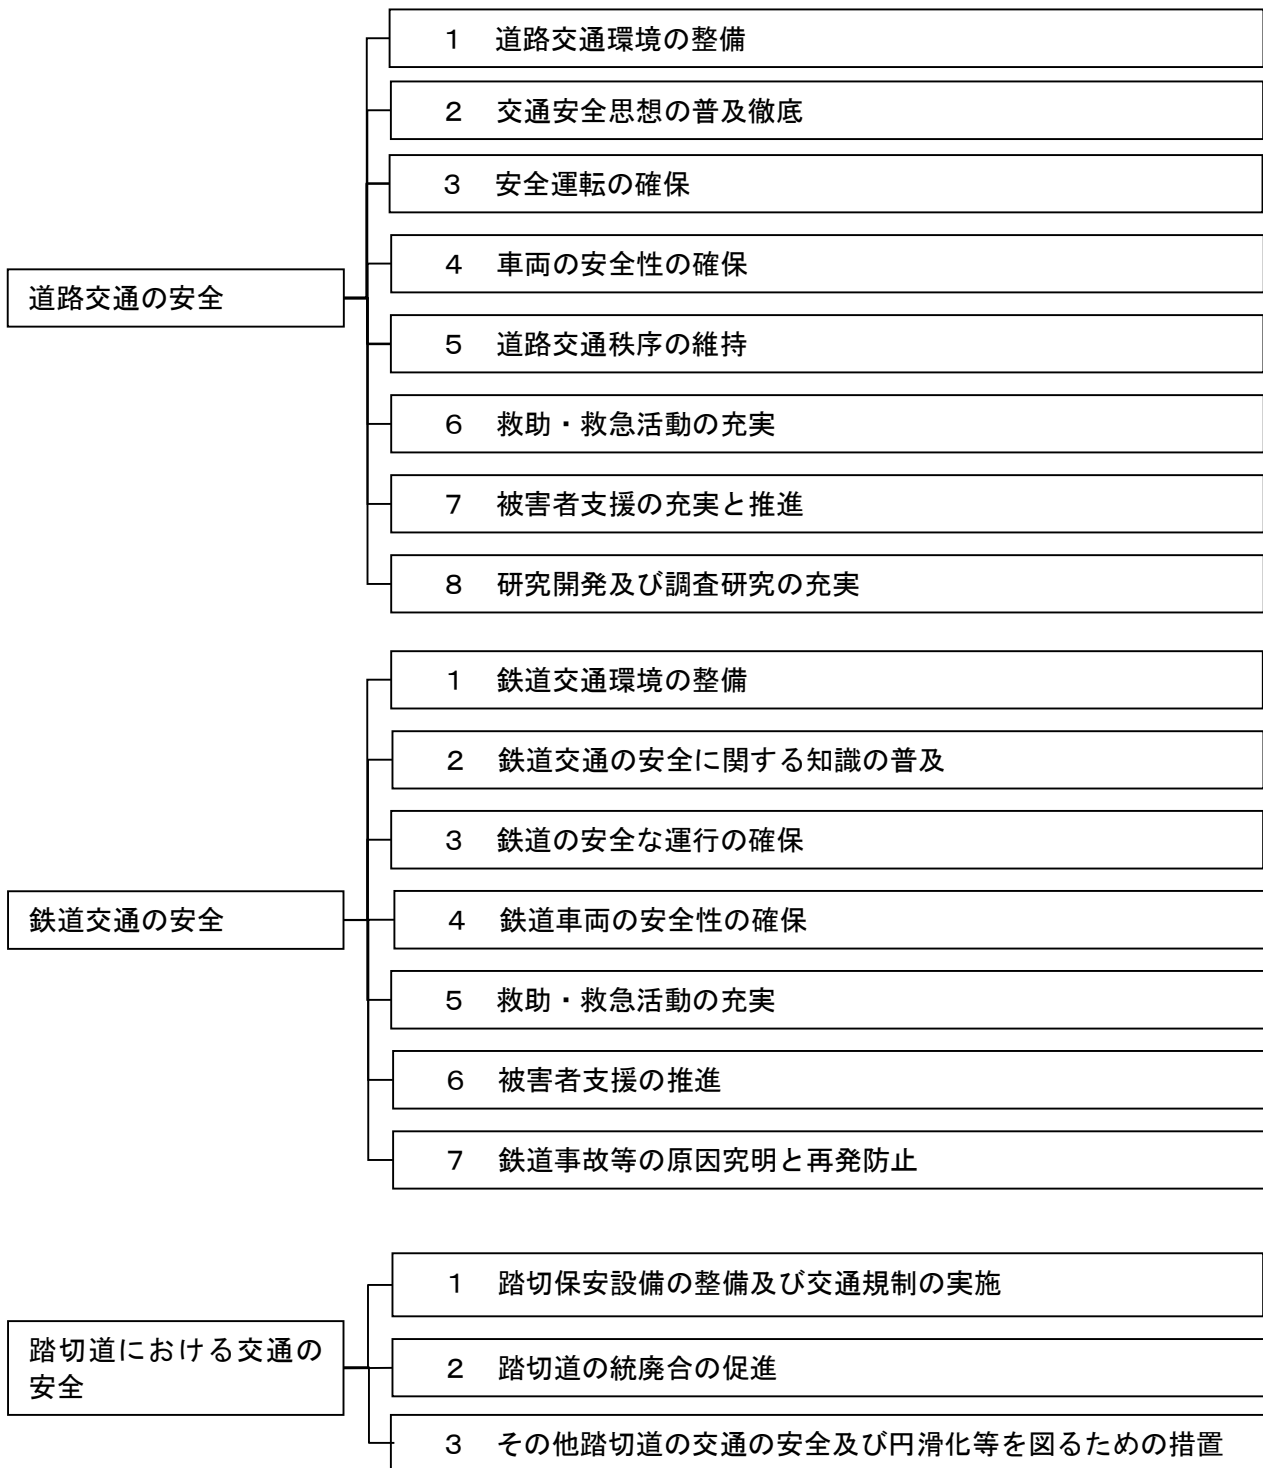 道路交通の安全
１　道路交通環境の整備
２　交通安全思想の普及徹底
３　安全運転の確保
４　車両の安全性の確保
５　道路交通秩序の維持
６　救助・救急活動の充実
７　被害者支援の充実と推進
８　研究開発及び調査研究の充実
鉄道交通の安全
１　鉄道交通環境の整備
２　鉄道交通の安全に関する知識の普及
３　鉄道の安全な運行の確保
４　鉄道車両の安全性の確保
５　救助・救急活動の充実
６　被害者支援の推進
７　鉄道事故等の原因究明と再発防止
踏切道における交通の
安全
１　踏切保安設備の整備及び交通規制の実施
２　踏切道の統廃合の促進
３　その他踏切道の交通の安全及び円滑化等を図るための措置